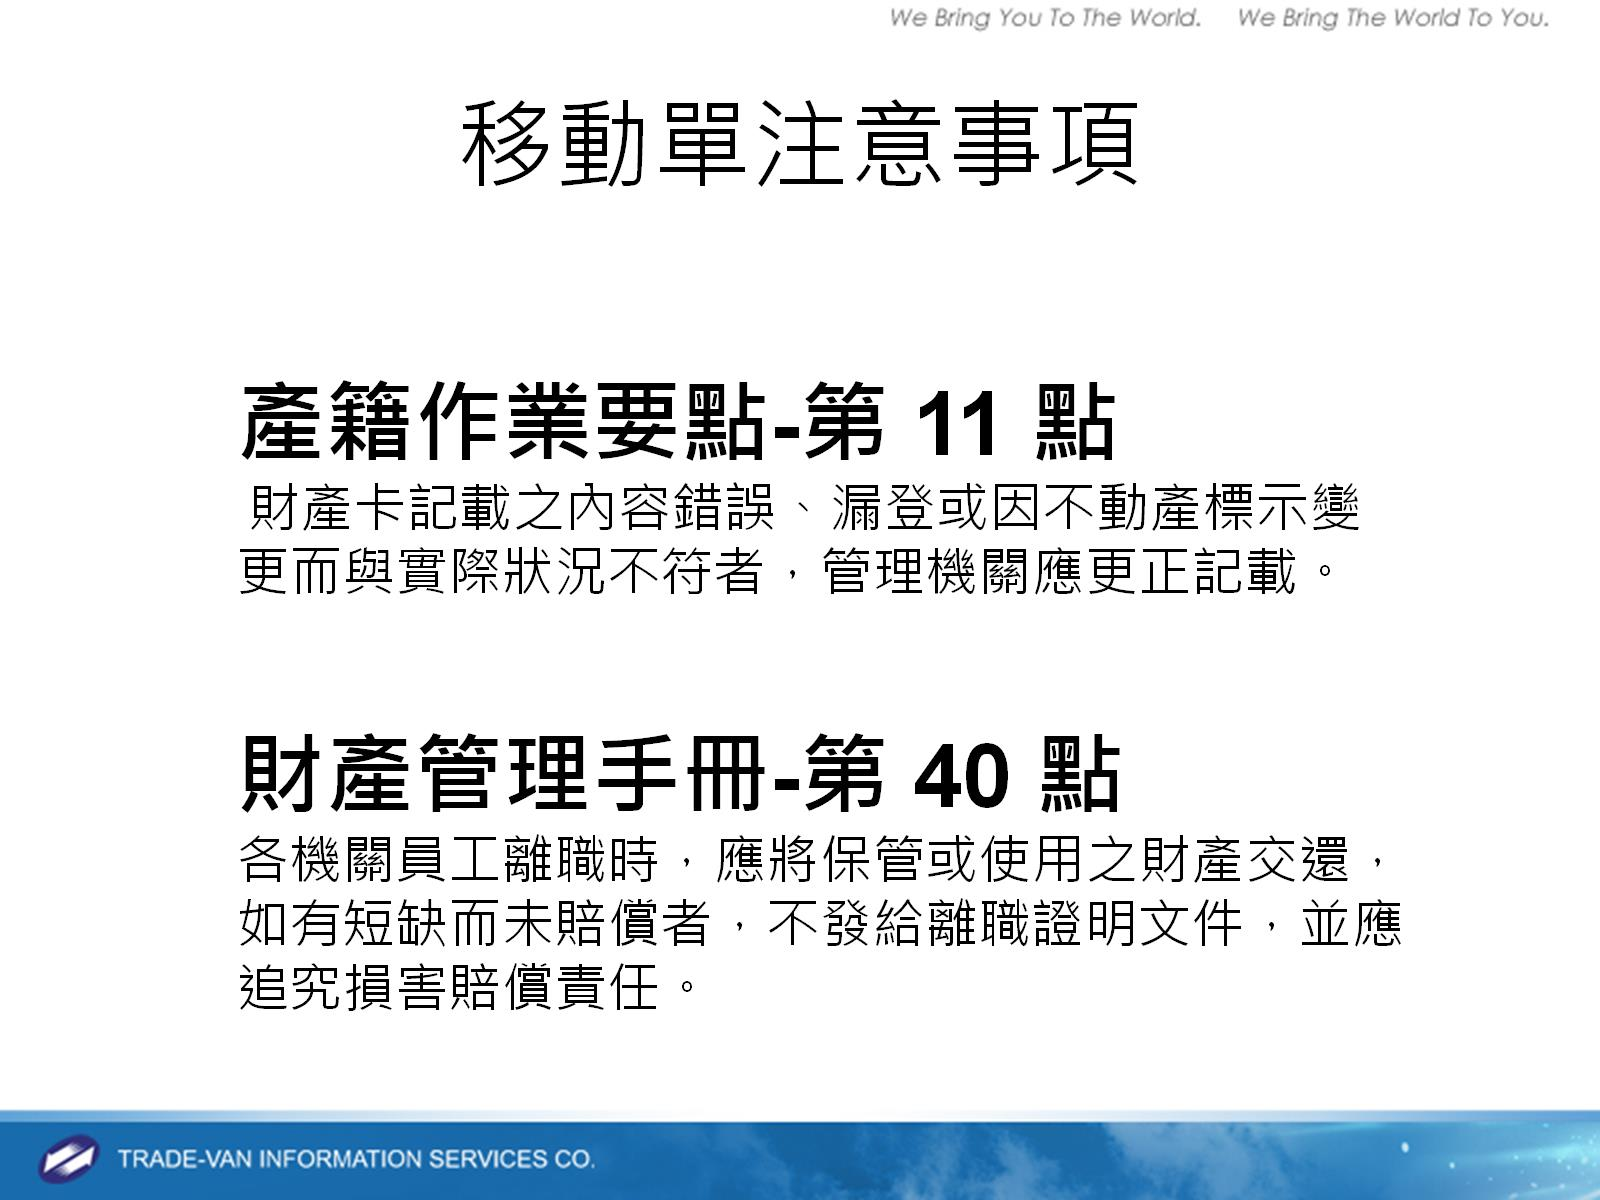 We Bring You To The World. We Bring The World To You.
移動單注意事項
產籍作業要點-第 11 點
財產卡記載之內容錯誤、漏登或因不動產標示變
更而與實際狀況不符者，管理機關應更正記載。
財產管理手冊-第 40 點
各機關員工離職時，應將保管或使用之財產交還，
如有短缺而未賠償者，不發給離職證明文件，並應
追究損害賠償責任。
TRADE-VAN INFORMATION SERVICES CO.